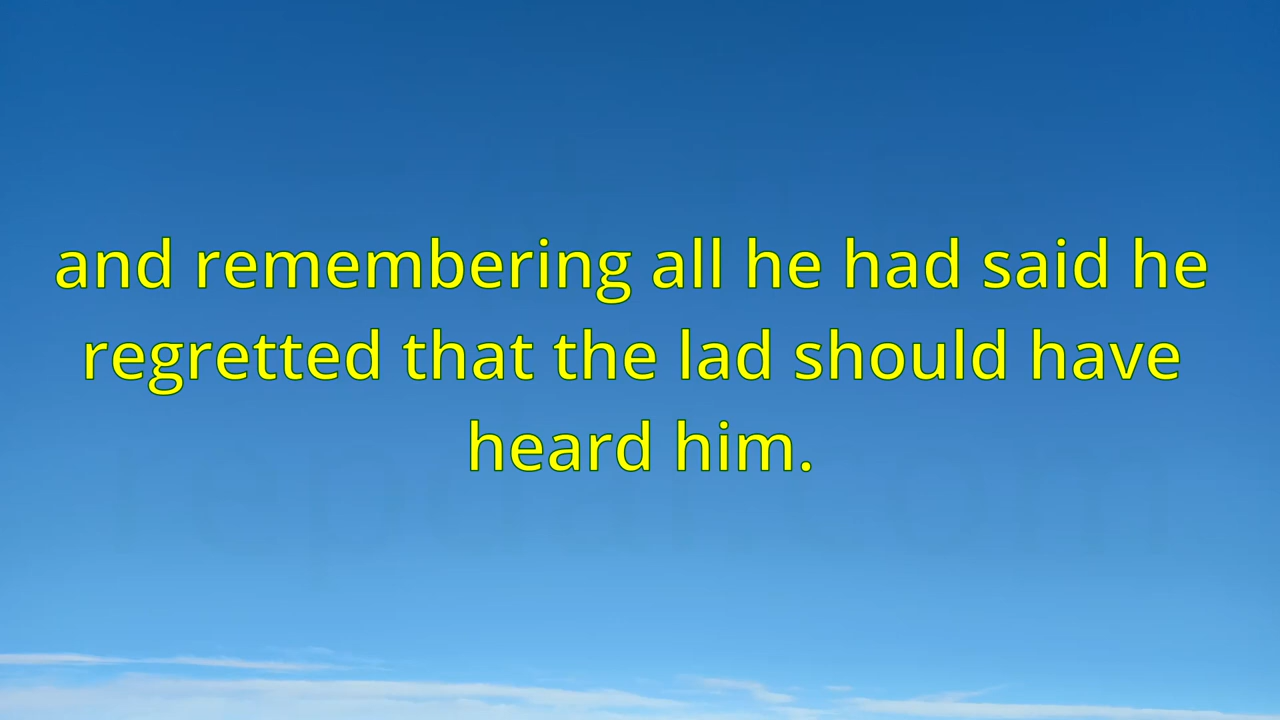 and remembering all he had said he
regretted that the lad should have
heard him.